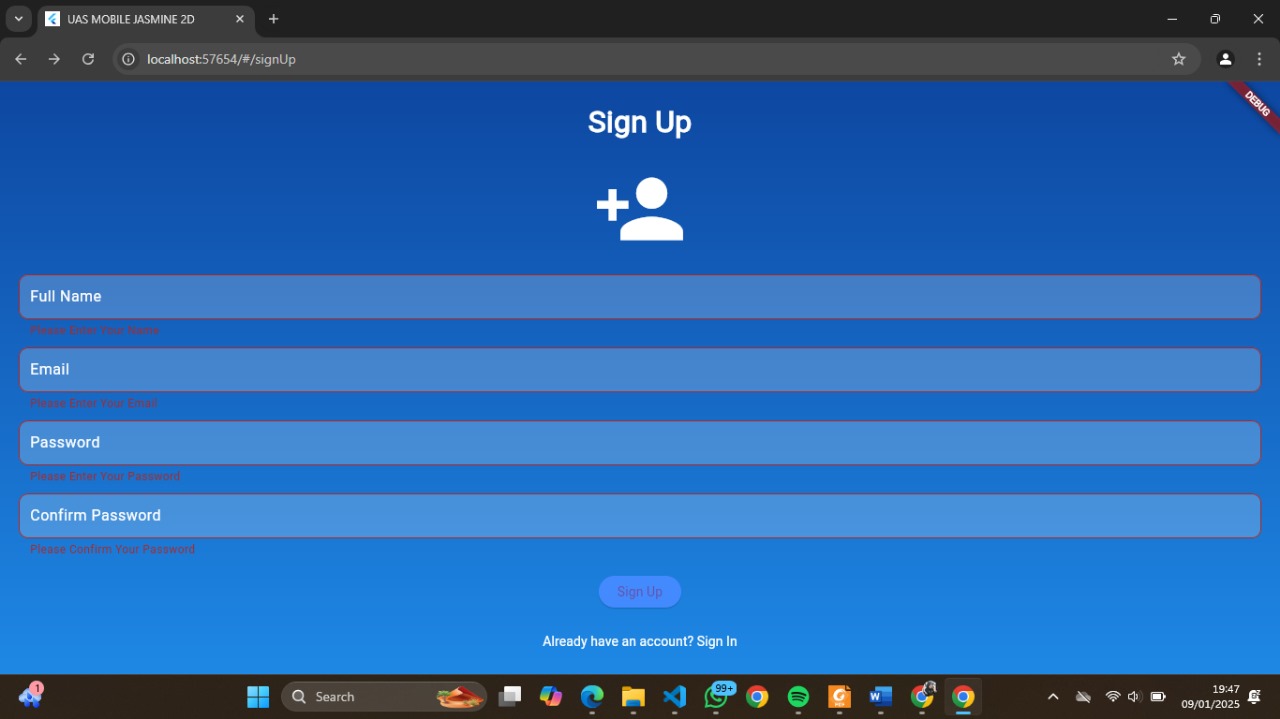 UAS MOBILE JASMINE 2D
localhost:57654/#/signUp
DEBUG
Sign Up
Full Name
Please Enter Your Name
Email
Please Enter Your Email
Password
Please Enter Your Password
Confirm Password
Please Confirm Your Password
Sign Up
Already have an account? Sign In
1
Search
99+
PDF
19:47
09/01/2025